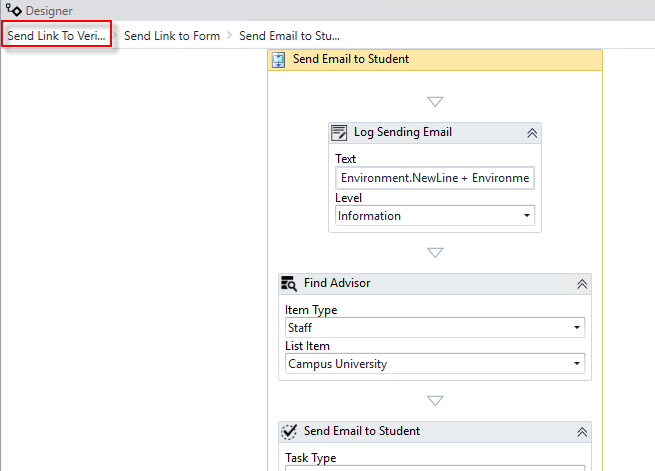 Designer
Send Link To Veri... Send Link to Form Send Email to Stu...
Send Email to Student
Log Sending Email
Text
Environment.NewLine + Environme
Level
Information
Find Advisor
Item Type
Staff
List Item
Campus University
Send Email to Student
Task Type